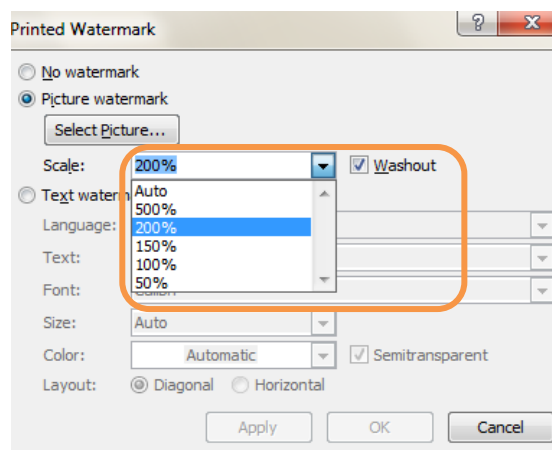 Printed Watermark
No watermark
Picture watermark
Select Picture...
Scale: 200% Washout
Auto
Text waterm
500%
Language: 200%
150%
Text:
100%
Font: 50%
Size: Auto
Color: Automatic Semitransparent
Layout: Diagonal Horizontal
Apply OK Cancel